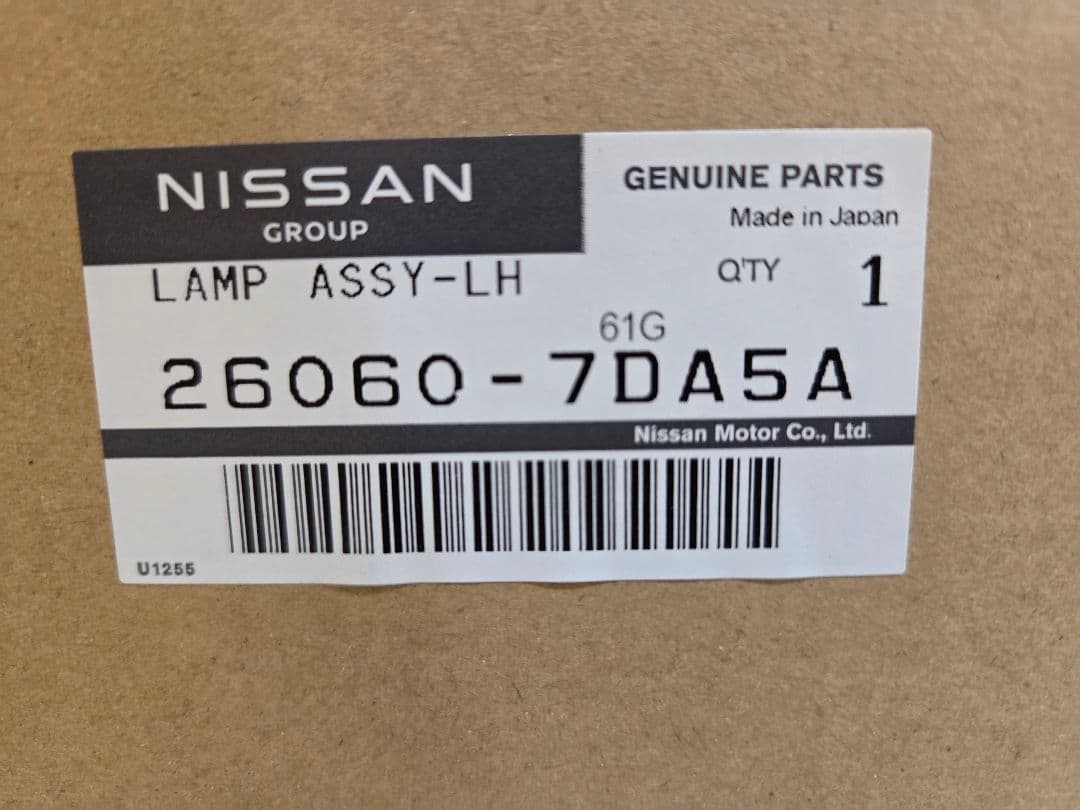 NISSAN
GROUP
GENUINE PARTS
Made in Japan
LAMP ASSY-LH
Q'TY 1
61G
26060-7DA5A
Nissan Motor Co., Ltd.
U1255